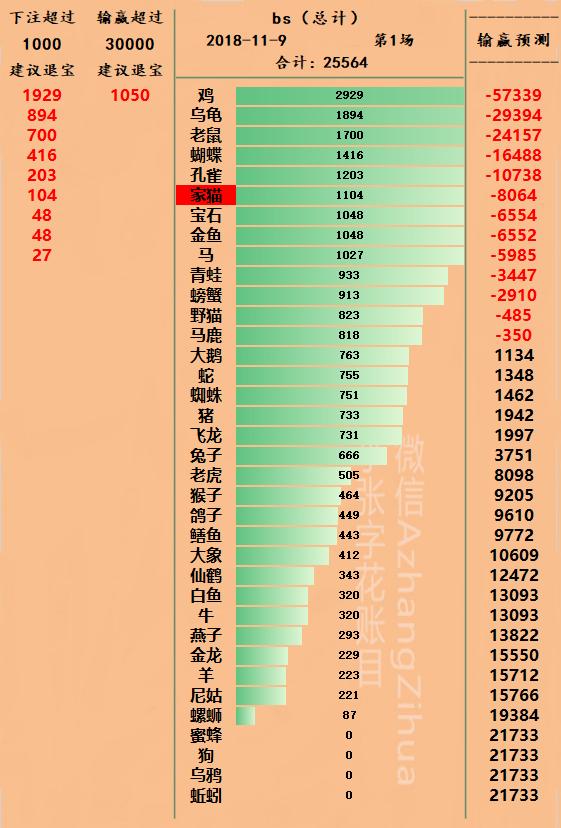 下注超过 输赢超过
1000 30000
建议退宝 建议退宝
bs（总计）
2018-11-9 第1场
合计：25564
输赢预测
1929 1050 鸡 2929 -57339
894 乌龟 1894 -29394
700 老鼠 1700 -24157
416 蝴蝶 1416 -16488
203 孔雀 1203 -10738
104 家猫 1104 -8064
48 宝石 1048 -6554
48 金鱼 1048 -6552
27 马 1027 -5985
青蛙 933 -3447
螃蟹 913 -2910
野猫 823 -485
马鹿 818 -350
大鹅 763 1134
蛇 755 1348
蜘蛛 751 1462
猪 733 1942
飞龙 731 1997
兔子 666 3751
老虎 505 8098
猴子 464 9205
鸽子 449 9610
鳝鱼 443 9772
大象 412 10609
仙鹤 343 12472
白鱼 320 13093
牛 320 13093
燕子 293 13822
金龙 229 15550
羊 223 15712
尼姑 221 15766
螺蛳 87 19384
蜜蜂 0 21733
狗 0 21733
乌鸦 0 21733
蚯蚓 0 21733
微信AzhangZihua
张字花账目